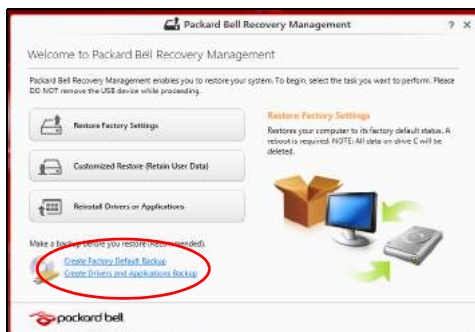 Packard Bell Recovery Management ? ×
Welcome to Packard Bell Recovery Management
Packard Bell Recovery Management enables you to restore your system. To begin, select the task you want to perform. Please
DO NOT remove the USB device while proceeding.
Restore Factory Settings
Customized Restore (Retain User Data)
Reinstall Drivers or Applications
Restore Factory Settings
Restores your computer to its factory default status. A
reboot is required. NOTE: All data on drive C will be
deleted.
Make a backup before you restore (Recommended).
Create Factory Default Backup
Create Drivers and Applications Backup
packard bell